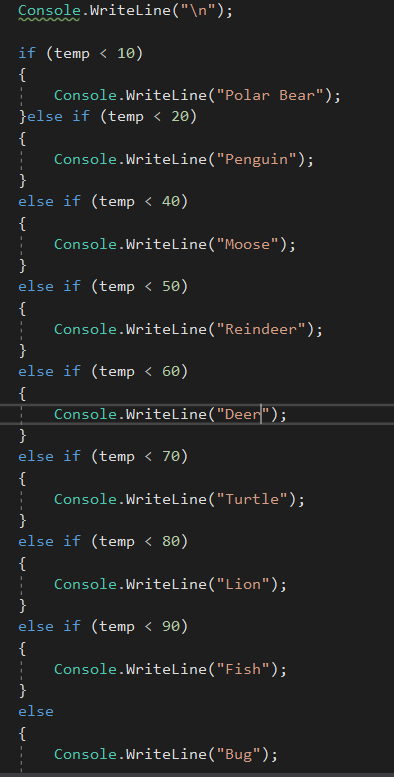 Console.WriteLine("\n");
if (temp < 10)
{
Console.WriteLine("Polar Bear");
}else if (temp < 20)
{
Console.WriteLine("Penguin");
}
else if (temp < 40)
{
Console.WriteLine("Moose");
}
else if (temp < 50)
{
Console.WriteLine("Reindeer");
}
else if (temp < 60)
{
Console.WriteLine("Deer");
}
else if (temp < 70)
{
Console.WriteLine("Turtle");
}
else if (temp < 80)
{
Console.WriteLine("Lion");
}
else if (temp < 90)
{
Console.WriteLine("Fish");
}
else
{
Console.WriteLine("Bug");